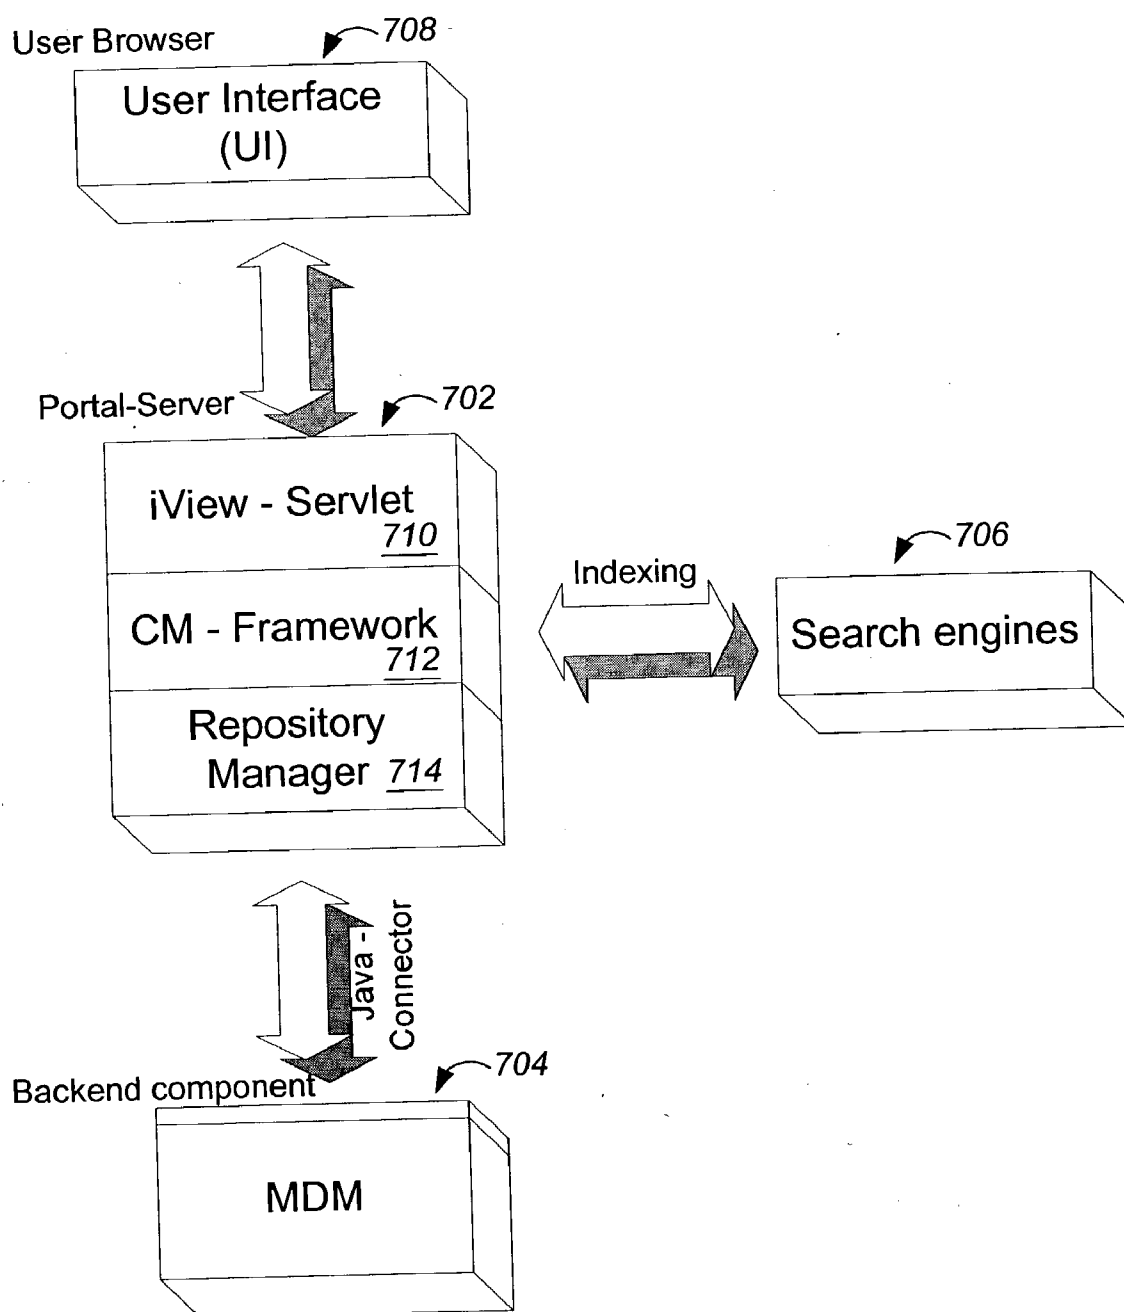 User Browser
708
User Interface
(UI)
Portal-Server
702
iView - Servlet
710
CM - Framework
712
Repository
Manager 714
Indexing
706
Search engines
Java -
Connector
Backend component
704
MDM